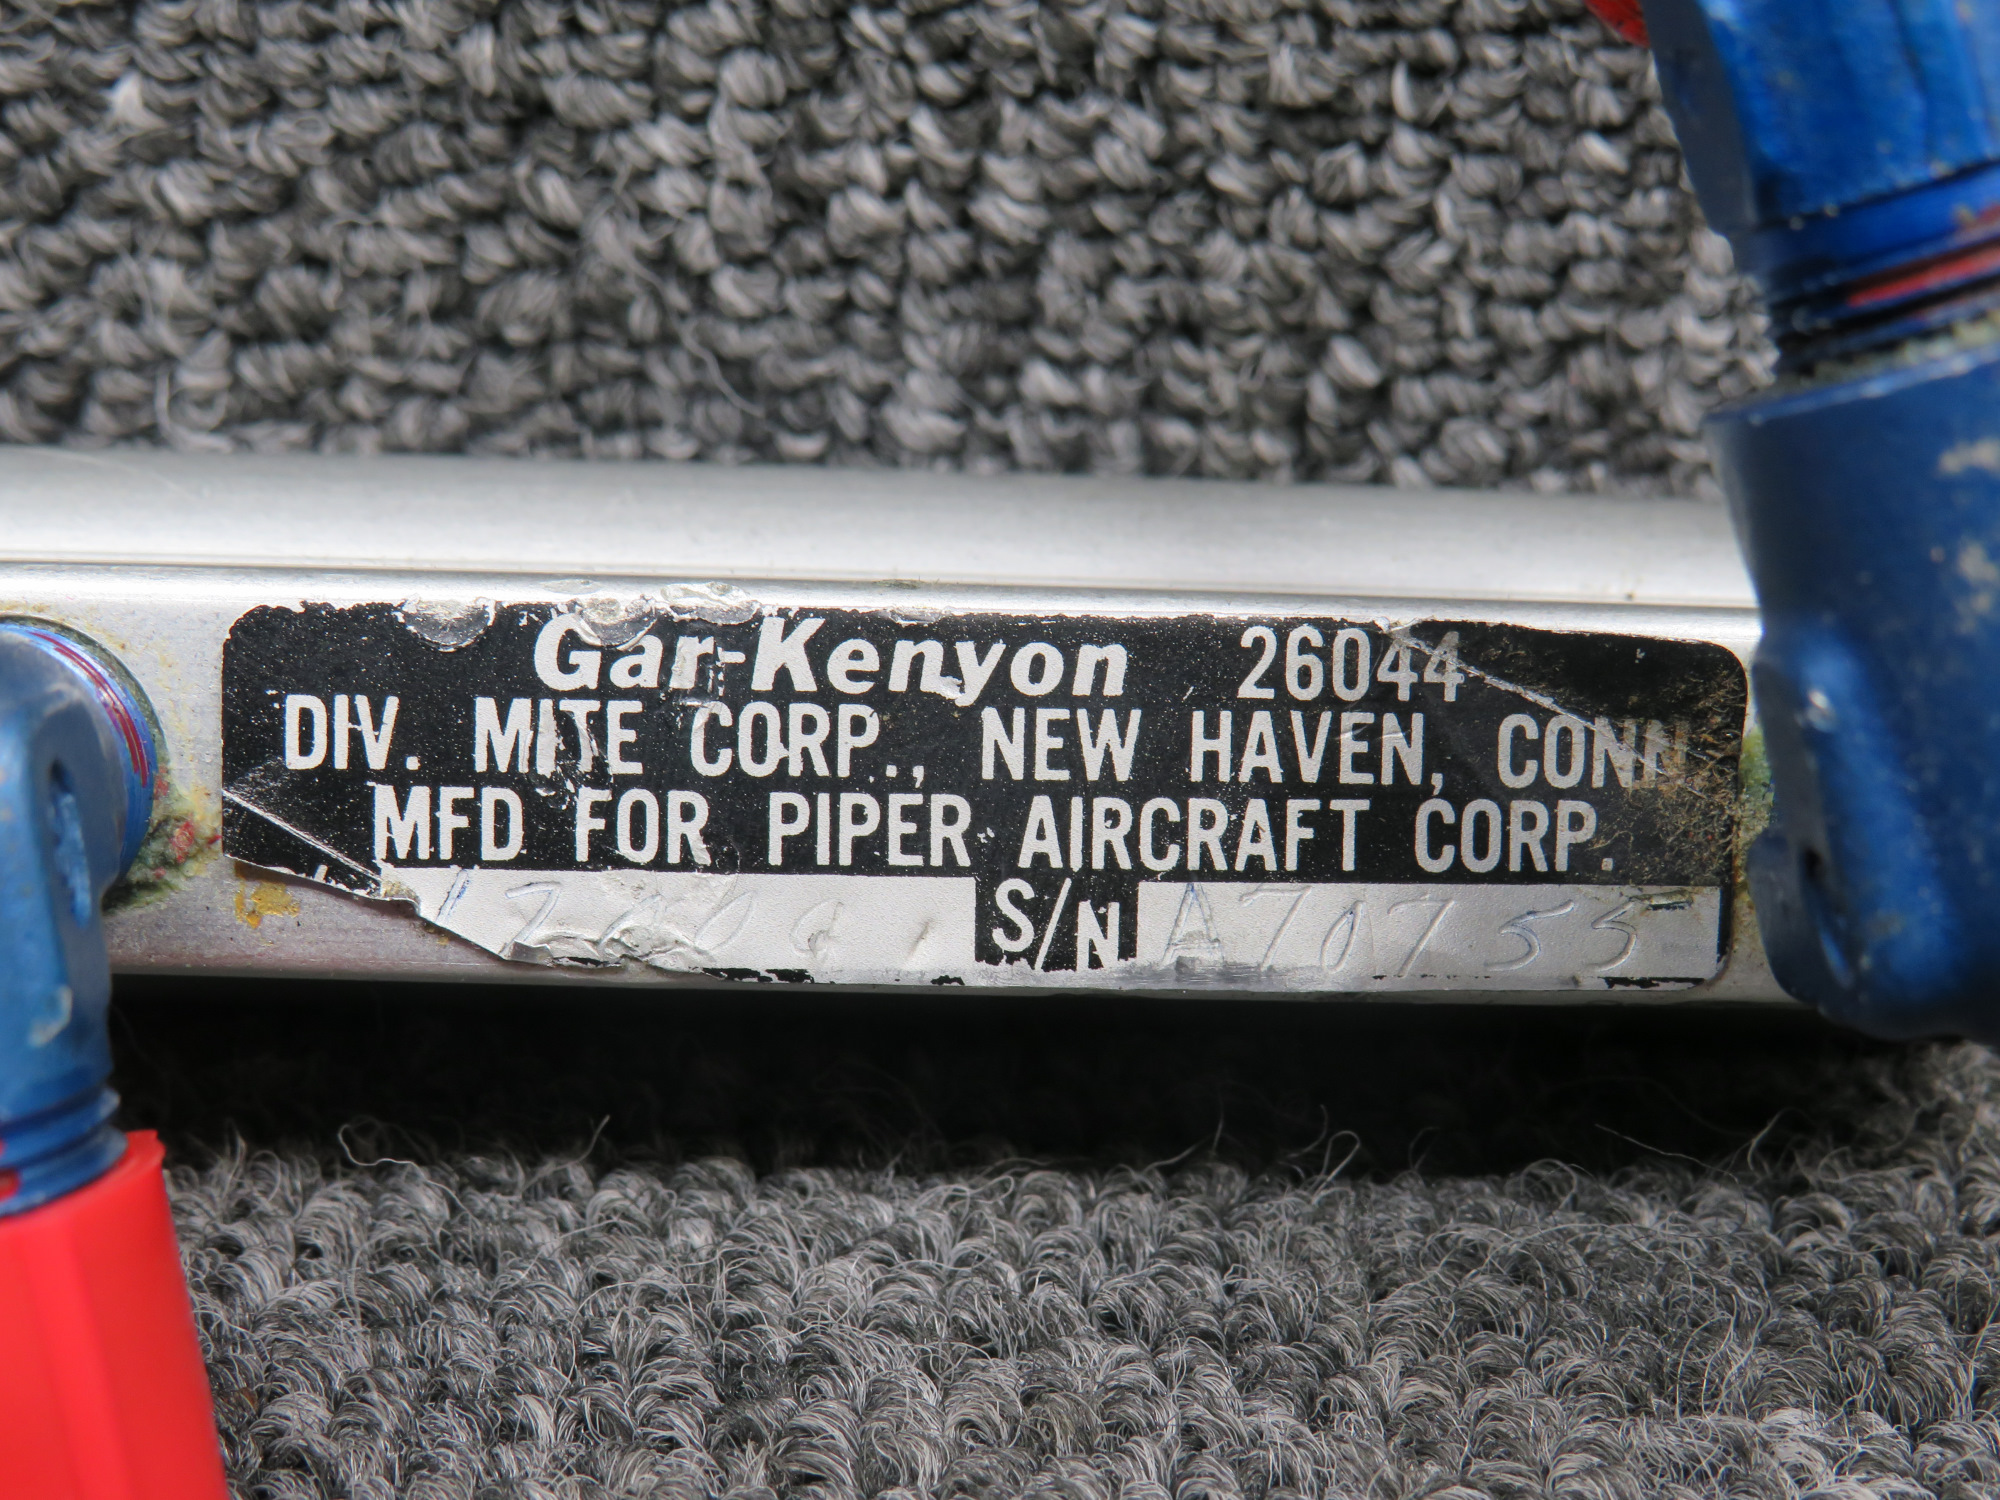 Gar-Kenyon 26044
DIV. MITE CORP., NEW HAVEN, CONN
MFD FOR PIPER AIRCRAFT CORP.
S/N A70755